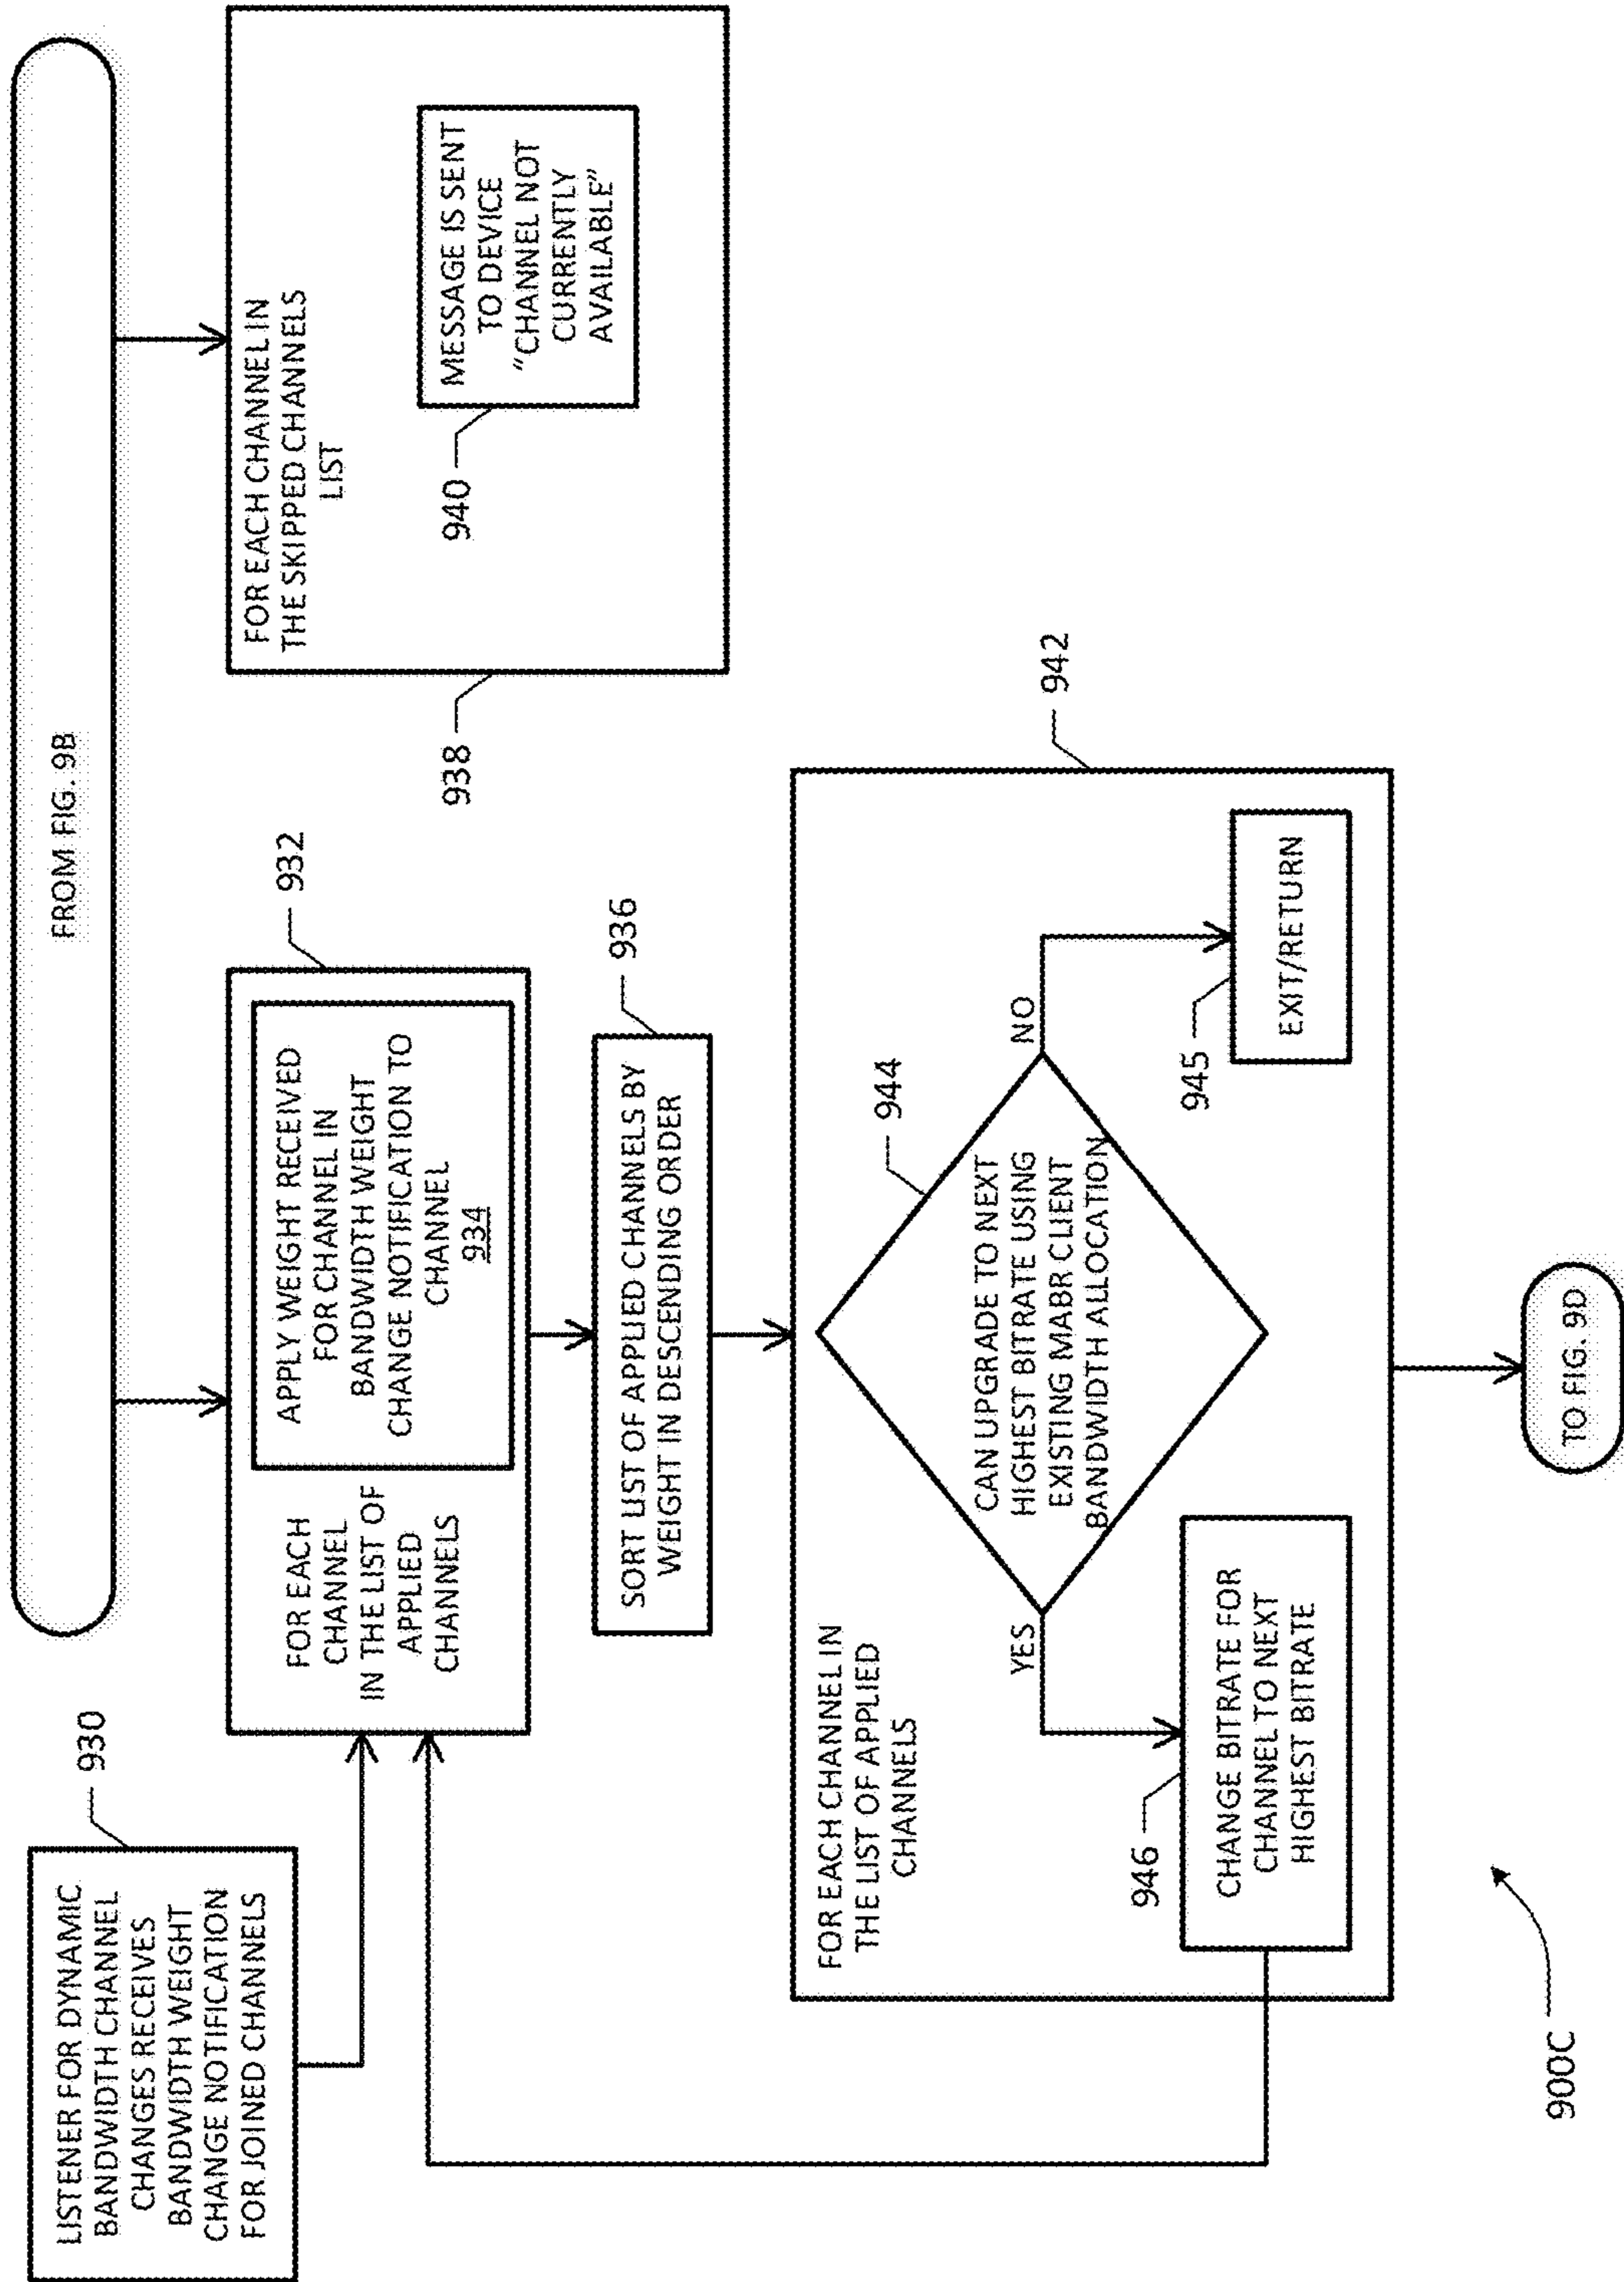 FROM FIG. 9B
LISTENER FOR DYNAMIC
BANDWIDTH CHANNEL
CHANGES RECEIVES
BANDWIDTH WEIGHT
CHANGE NOTIFICATION
FOR JOINED CHANNELS
930
FOR EACH
CHANNEL
IN THE LIST OF
APPLIED
CHANNELS
APPLY WEIGHT RECEIVED
FOR CHANNEL IN
BANDWIDTH WEIGHT
CHANGE NOTIFICATION TO
CHANNEL
934
932
FOR EACH CHANNEL IN
THE SKIPPED CHANNELS
LIST
MESSAGE IS SENT
TO DEVICE
"CHANNEL NOT
CURRENTLY
AVAILABLE"
940
938
SORT LIST OF APPLIED CHANNELS BY
WEIGHT IN DESCENDING ORDER
936
FOR EACH CHANNEL IN
THE LIST OF APPLIED
CHANNELS
942
CAN UPGRADE TO NEXT
HIGHEST BITRATE USING
EXISTING MABR CLIENT
BANDWIDTH ALLOCATION
944
YES
NO
946
CHANGE BITRATE FOR
CHANNEL TO NEXT
HIGHEST BITRATE
945
EXIT/RETURN
900C
TO FIG. 9D